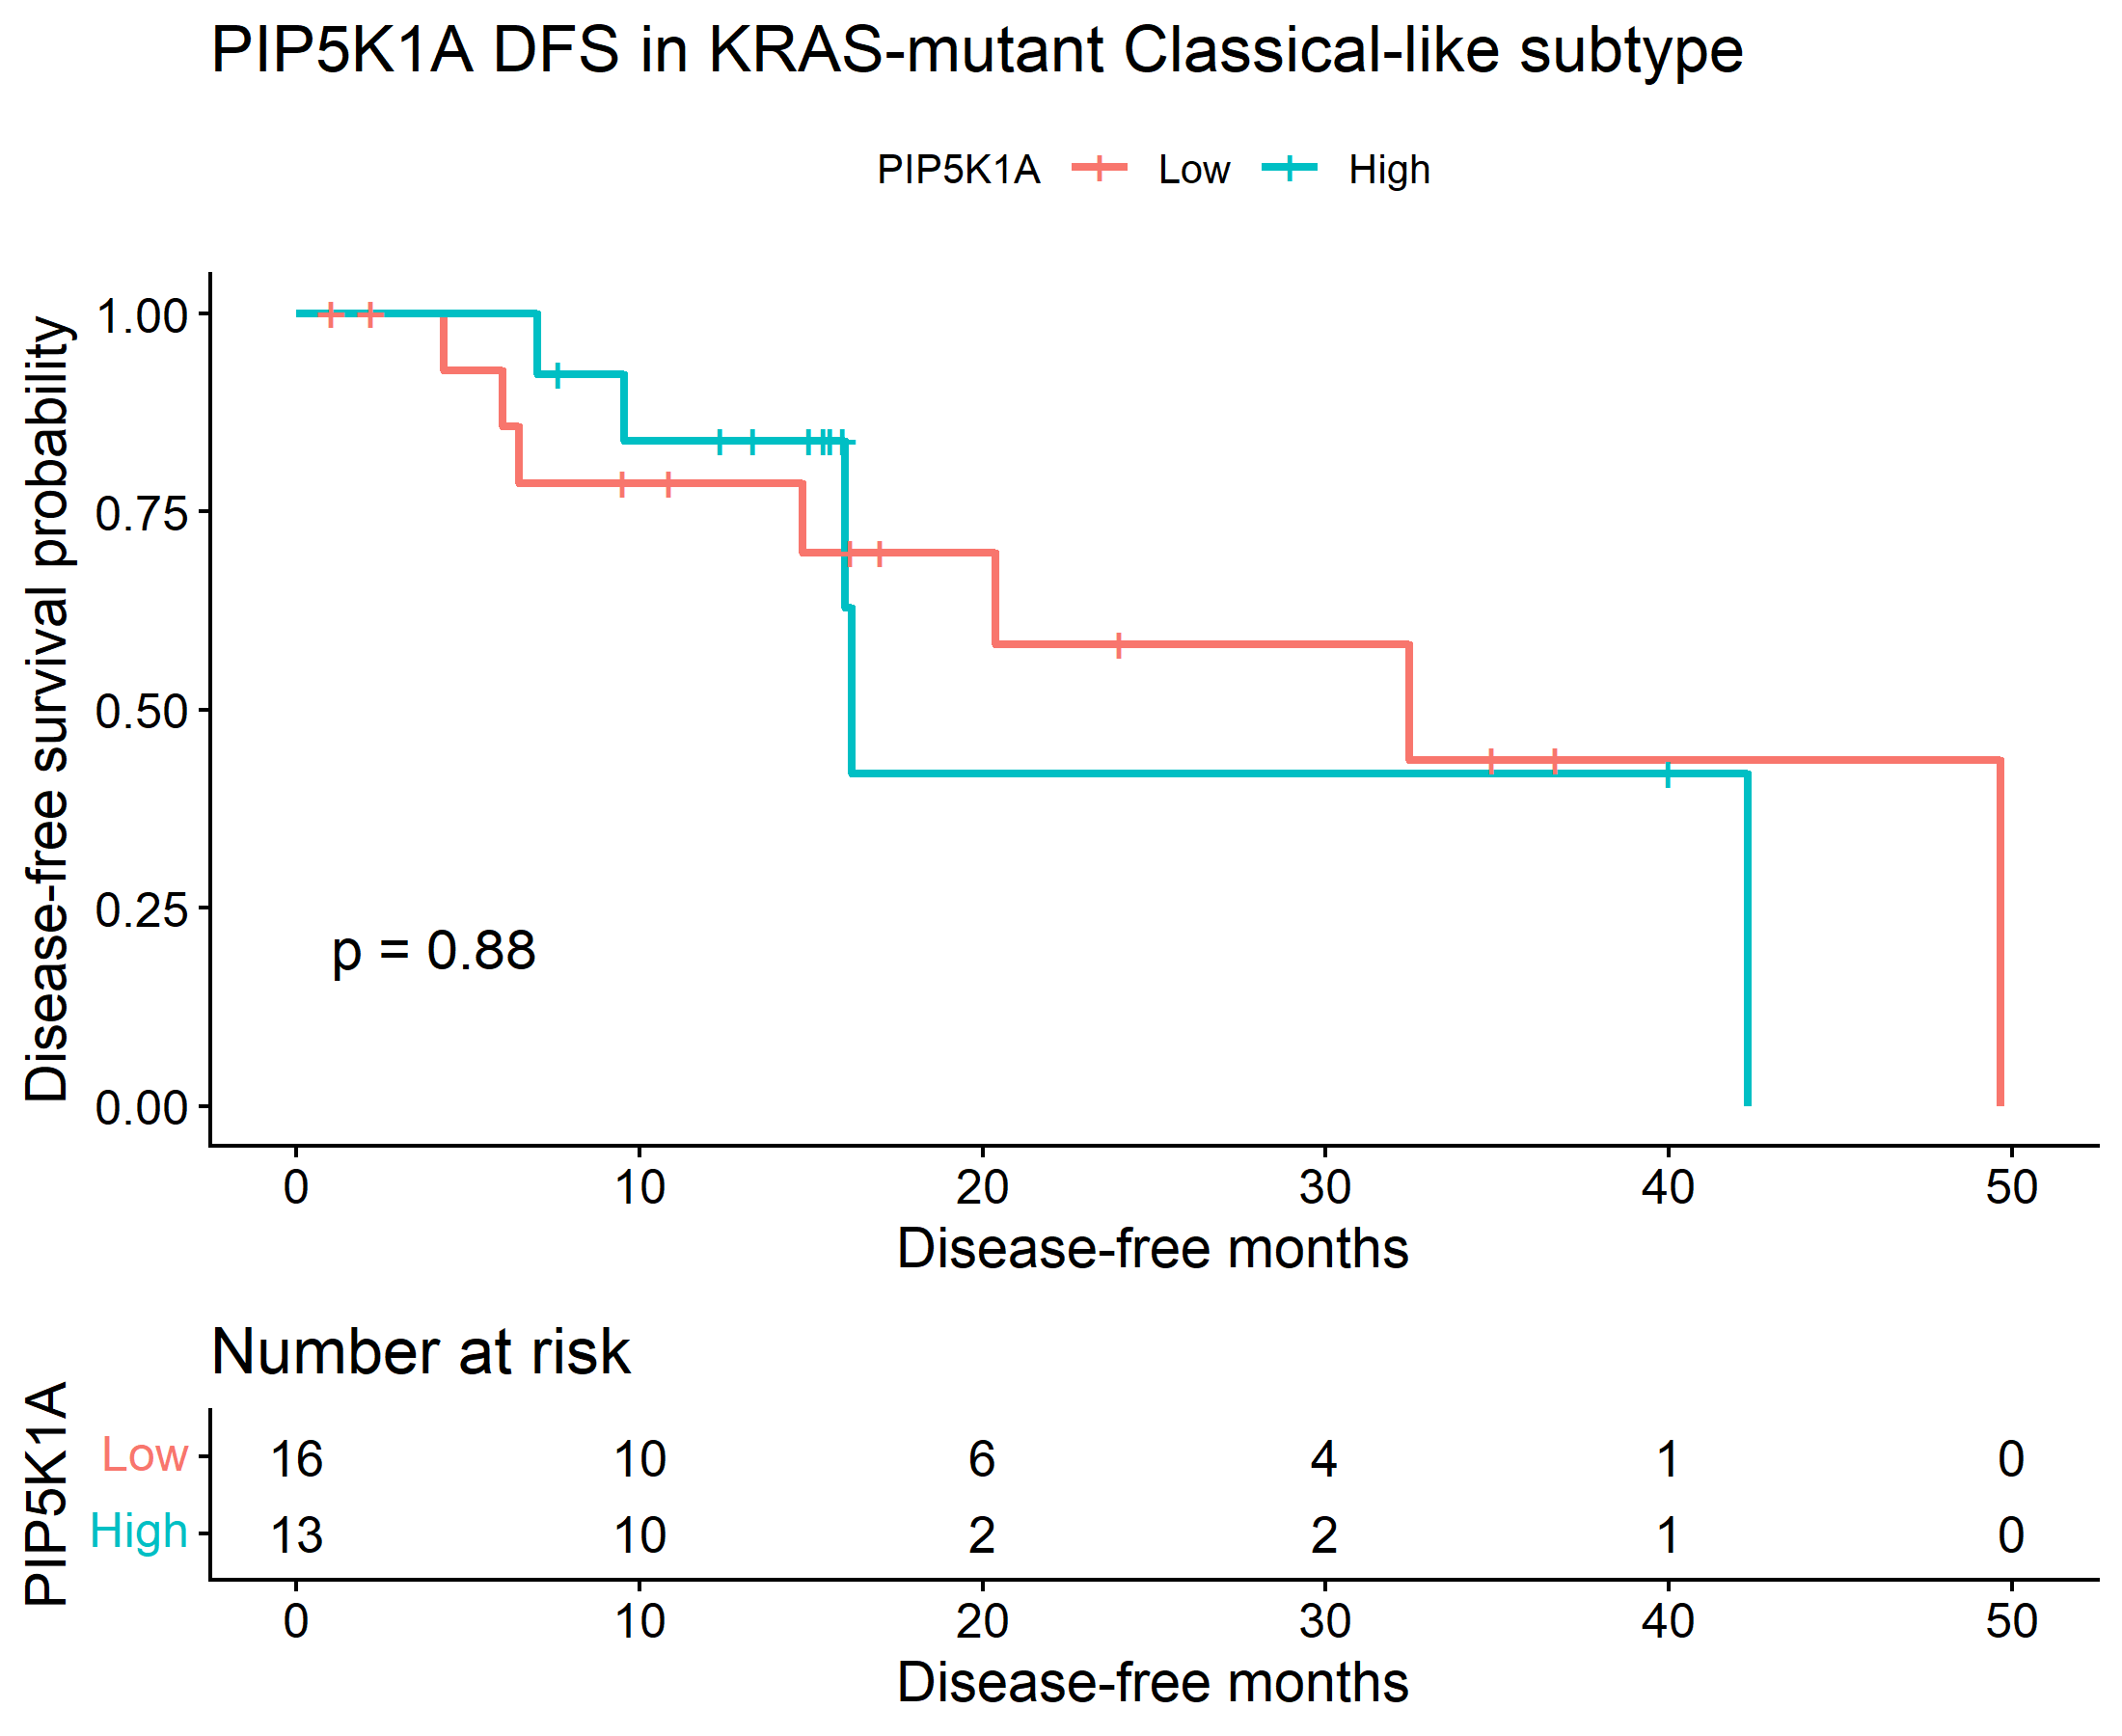 PIP5K1A DFS in KRAS-mutant Classical-like subtype
PIP5K1A Low High
Disease-free survival probability
1.00
0.75
0.50
0.25
0.00
p = 0.88
0 10 20 30 40 50
Disease-free months
Number at risk
PIP5K1A
Low 16 10 6 4 1 0
High 13 10 2 2 1 0
0 10 20 30 40 50
Disease-free months